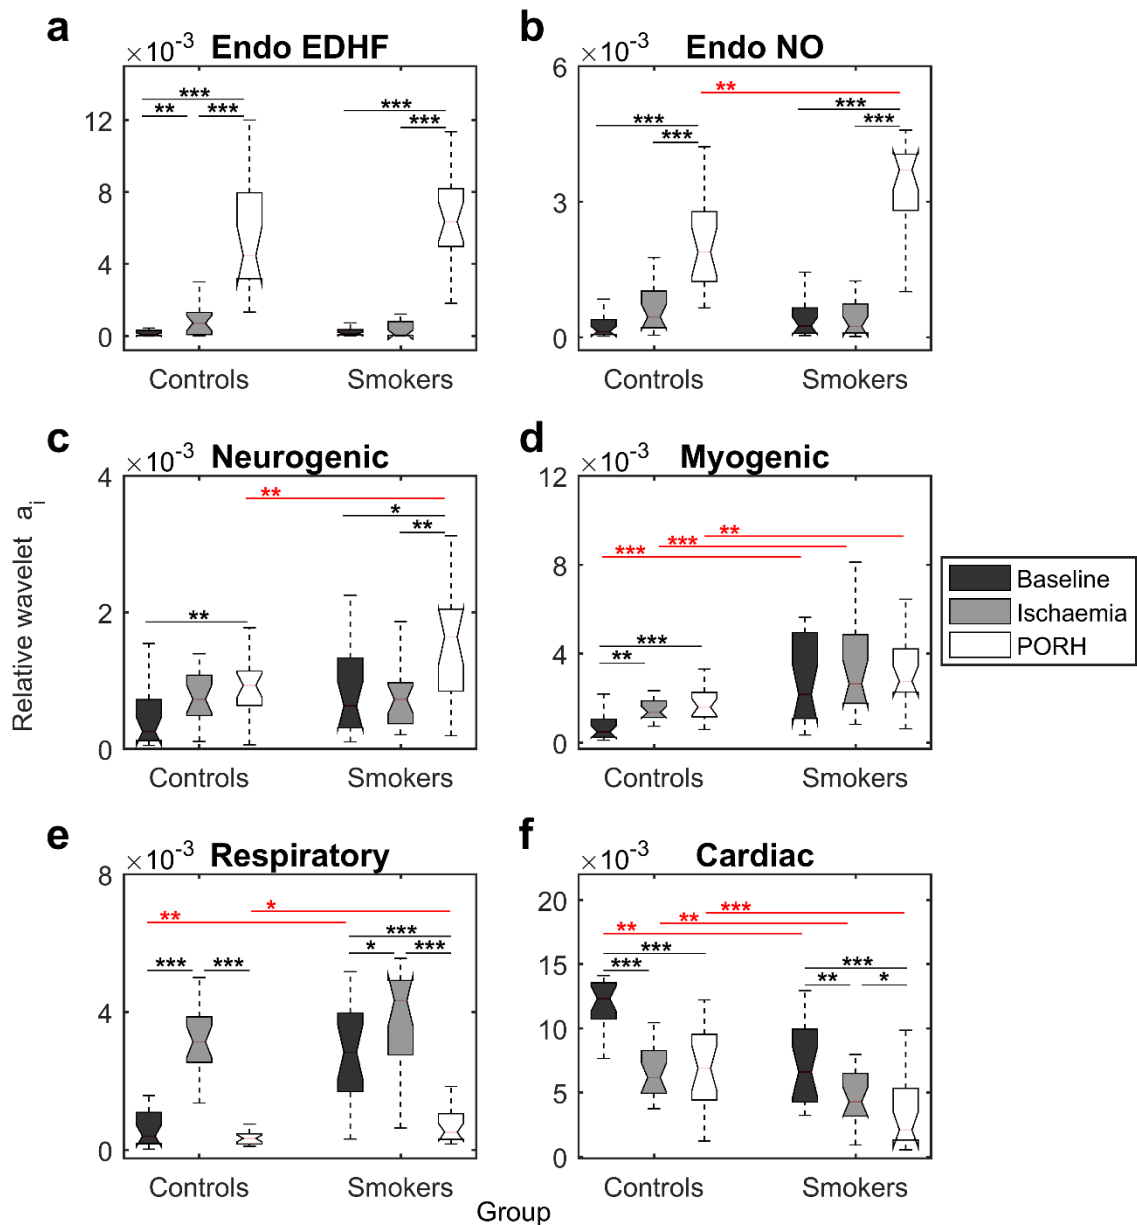 a
×10-3
Endo EDHF
***
** ***
***
***
12
8
4
0
Controls
Smokers
b
×10-3
Endo NO
**
***
***
***
***
6
3
0
Controls
Smokers
c
×10-3
Neurogenic
**
*
**
**
4
2
0
Controls
Smokers
d
×10-3
Myogenic
**
***
***
***
**
12
8
4
0
Controls
Smokers
Baseline
Ischaemia
PORH
Relative wavelet ai
e
×10-3
Respiratory
*
**
***
*** *** * ***
8
4
0
Controls
Smokers
f
×10-3
Cardiac
***
**
**
***
***
***
** *
20
15
10
5
0
Controls
Smokers
Group